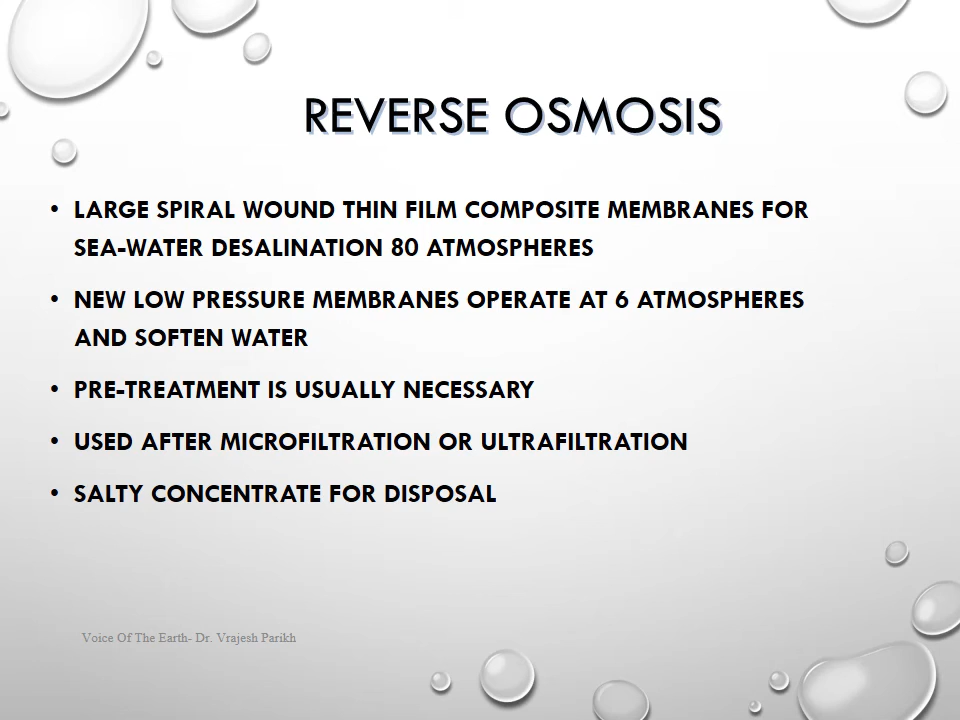 REVERSE OSMOSIS
• LARGE SPIRAL WOUND THIN FILM COMPOSITE MEMBRANES FOR
SEA-WATER DESALINATION 80 ATMOSPHERES
• NEW LOW PRESSURE MEMBRANES OPERATE AT 6 ATMOSPHERES
AND SOFTEN WATER
• PRE-TREATMENT IS USUALLY NECESSARY
• USED AFTER MICROFILTRATION OR ULTRAFILTRATION
• SALTY CONCENTRATE FOR DISPOSAL
Voice Of The Earth- Dr. Vrajesh Parikh